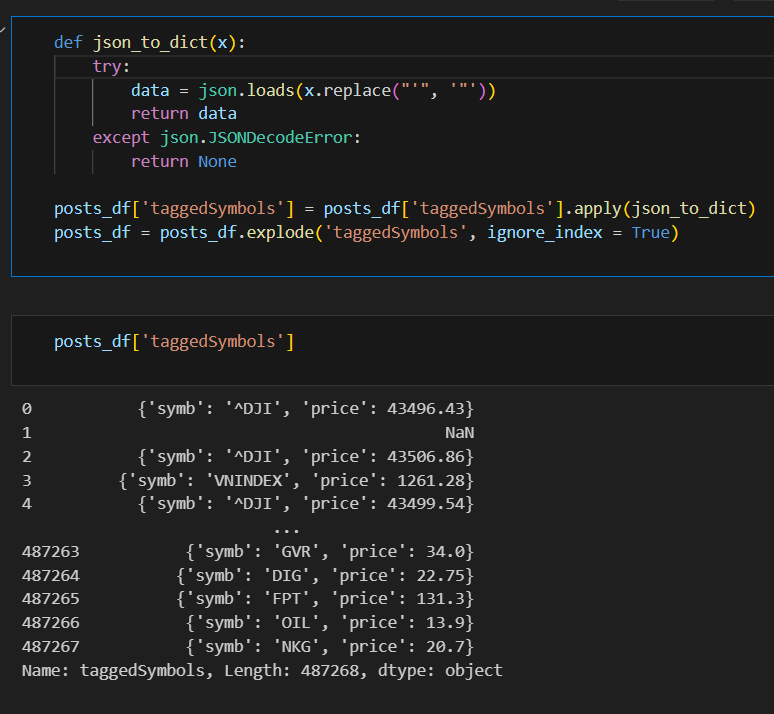 def json_to_dict(x):
    try:
        data = json.loads(x.replace("'", '"'))
        return data
    except json.JSONDecodeError:
        return None
posts_df['taggedSymbols'] = posts_df['taggedSymbols'].apply(json_to_dict)
posts_df = posts_df.explode('taggedSymbols', ignore_index = True)
posts_df['taggedSymbols']
0 {'symb': '^DJI', 'price': 43496.43}
1 NaN
2 {'symb': '^DJI', 'price': 43506.86}
3 {'symb': 'VNINDEX', 'price': 1261.28}
4 {'symb': '^DJI', 'price': 43499.54}
...
487263 {'symb': 'GVR', 'price': 34.0}
487264 {'symb': 'DIG', 'price': 22.75}
487265 {'symb': 'FPT', 'price': 131.3}
487266 {'symb': 'OIL', 'price': 13.9}
487267 {'symb': 'NKG', 'price': 20.7}
Name: taggedSymbols, Length: 487268, dtype: object